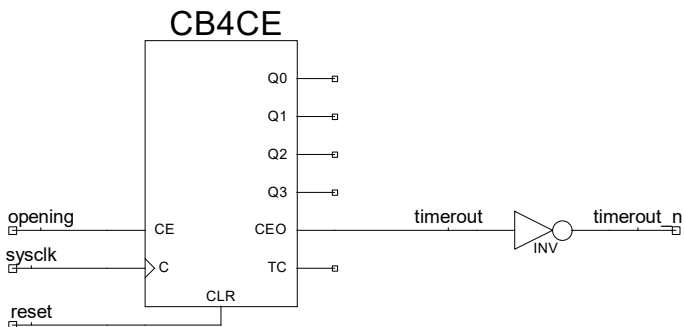 CB4CE
Q0
Q1
Q2
Q3
opening
CE
CEO
timerout
timerout_n
INV
sysclk
C
TC
CLR
reset